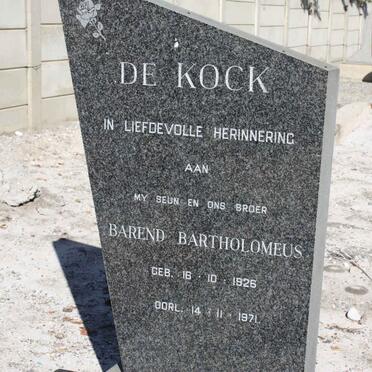 DE KOCK
IN LIEFDEVOLLE HERINNERING
AAN
MY SEUN EN ONS BROER
BAREND BARTHOLOMEUS
GEB. 16 · 10 · 1926
OORL. 14 · 11 · 1971.